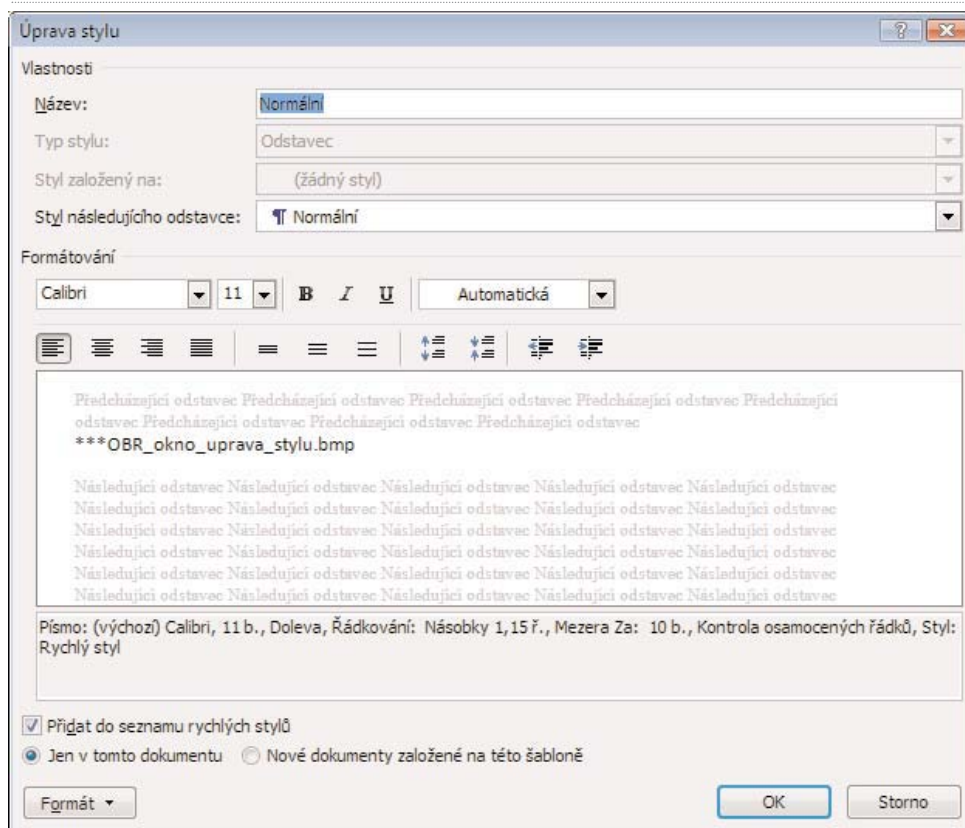 Úprava stylu
Vlastnosti
Název: Normální
Typ stylu: Odstavec
Styl založený na: (žádný styl)
Styl následujícího odstavce: ¶ Normální
Formátování
Calibri 11 B I U Automatická
Předcházející odstavec Předcházející odstavec Předcházející odstavec Předcházející odstavec Předcházející
odstavec Předcházející odstavec Předcházející odstavec Předcházející odstavec
***OBR_okno_uprava_stylu.bmp
Následující odstavec Následující odstavec Následující odstavec Následující odstavec Následující odstavec
Následující odstavec Následující odstavec Následující odstavec Následující odstavec Následující odstavec
Následující odstavec Následující odstavec Následující odstavec Následující odstavec Následující odstavec
Následující odstavec Následující odstavec Následující odstavec Následující odstavec Následující odstavec
Následující odstavec Následující odstavec Následující odstavec Následující odstavec Následující odstavec
Následující odstavec Následující odstavec Následující odstavec Následující odstavec Následující odstavec
Písmo: (výchozí) Calibri, 11 b., Doleva, Řádkování: Násobky 1,15 ř., Mezera Za: 10 b., Kontrola osamocených řádků, Styl:
Rychlý styl
Přidat do seznamu rychlých stylů
Jen v tomto dokumentu Nové dokumenty založené na této šabloně
Formát OK Storno